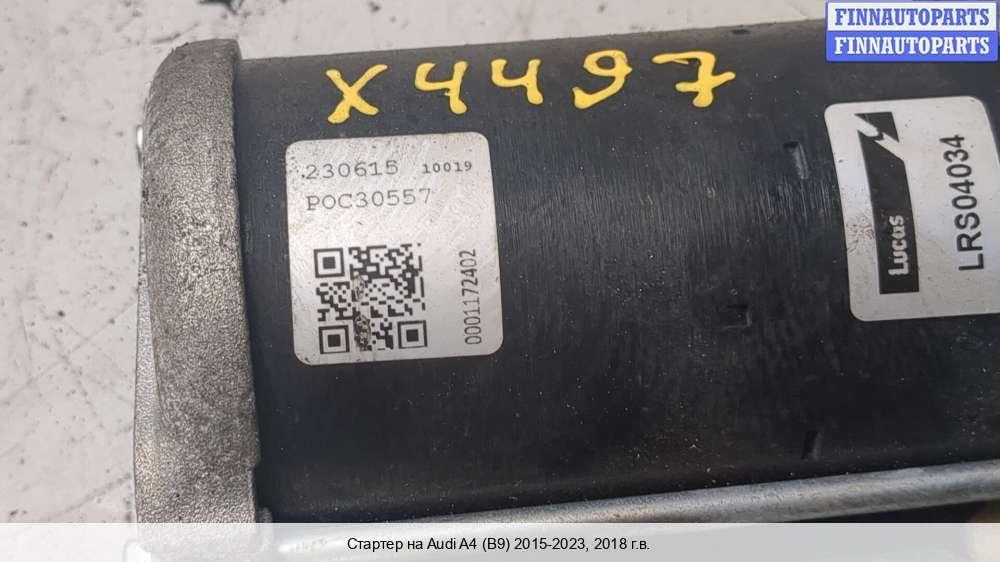 FINNAUTOPARTS
FINNAUTOPARTS
X4497
230615 10019
POC30557
0001172402
Lucas
LRS04034
Стартер на Audi A4 (B9) 2015-2023, 2018 г.в.